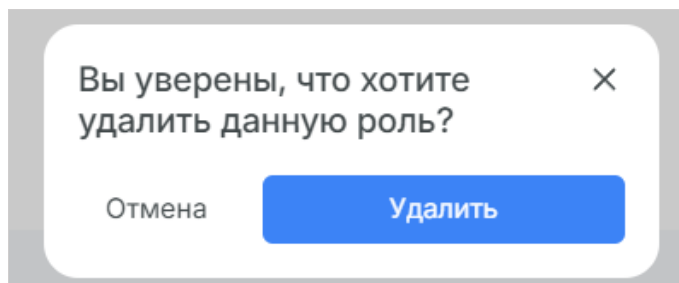 Вы уверены, что хотите
удалить данную роль?
Отмена
Удалить